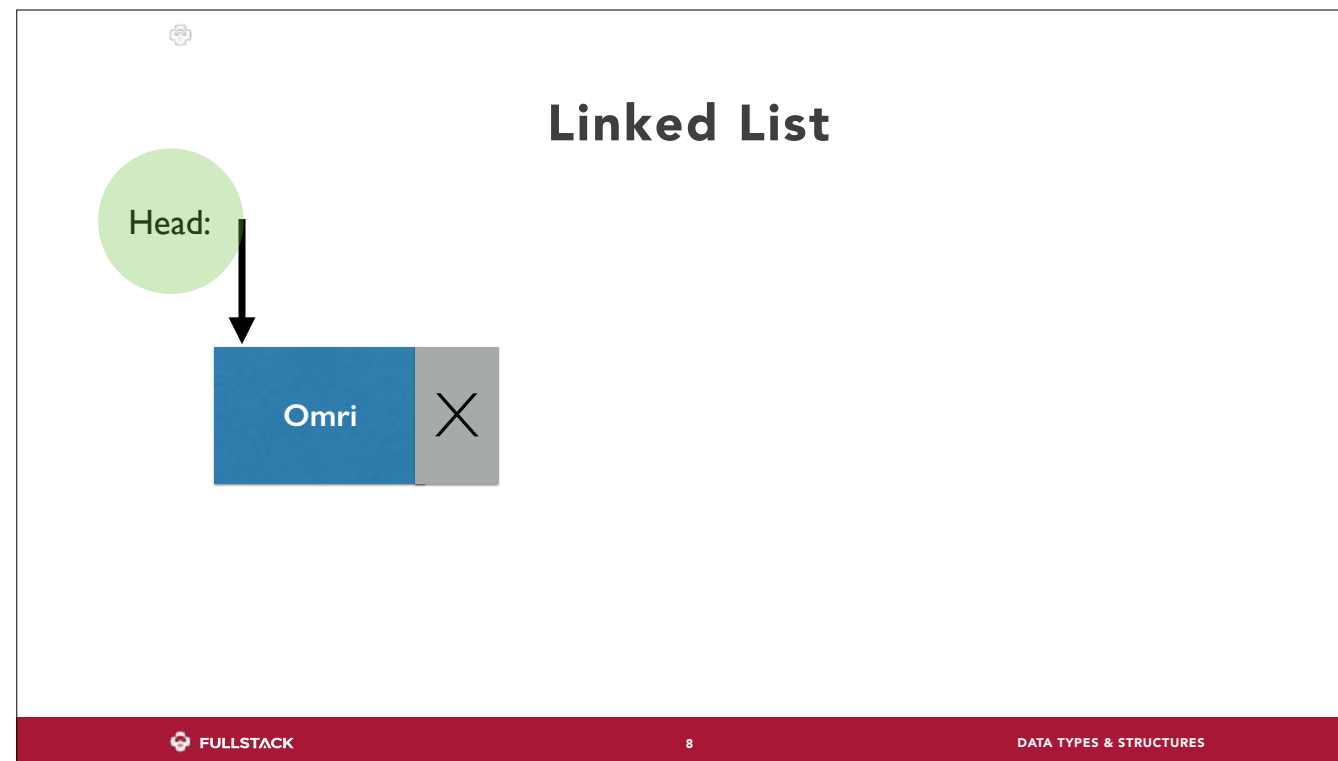 Linked List
Head:
Omri
X
FULLSTACK
8
DATA TYPES & STRUCTURES